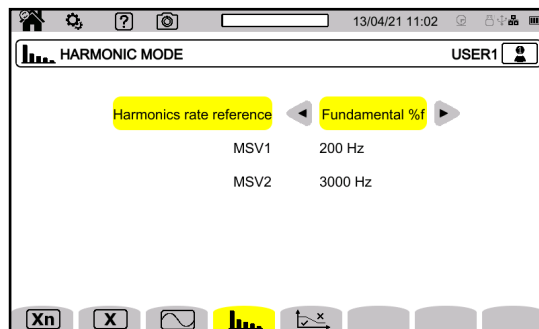 ? 13/04/21 11:02
HARMONIC MODE USER1
Harmonics rate reference Fundamental %f
MSV1 200 Hz
MSV2 3000 Hz
Xn X